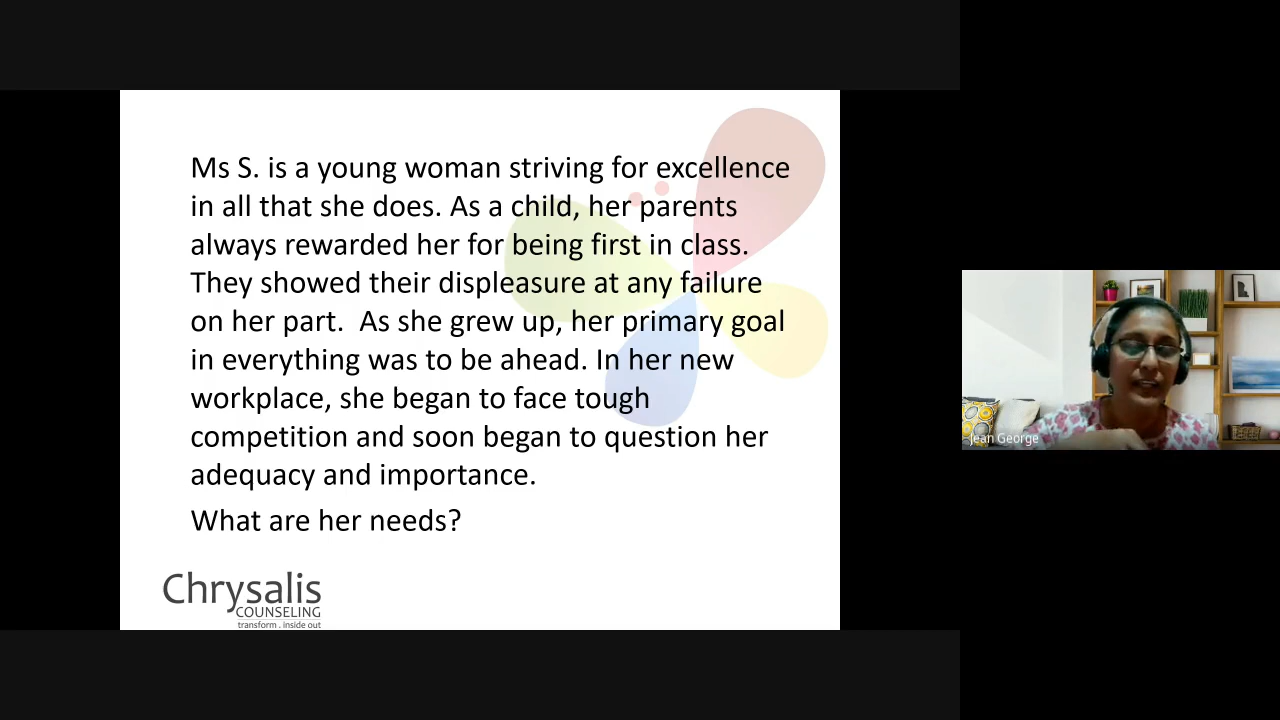 Ms S. is a young woman striving for excellence
in all that she does. As a child, her parents
always rewarded her for being first in class.
They showed their displeasure at any failure
on her part.  As she grew up, her primary goal
in everything was to be ahead. In her new
workplace, she began to face tough
competition and soon began to question her
adequacy and importance.
What are her needs?
Chrysalis
COUNSELING
transform . inside out
Jean George